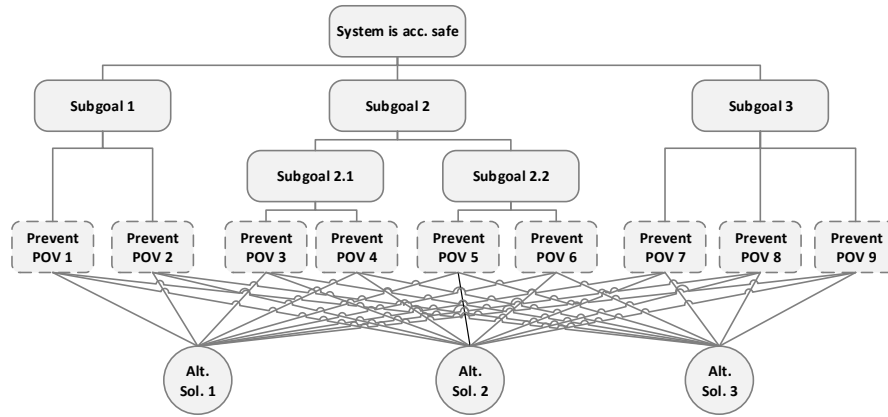 System is acc. safe
Subgoal 1
Subgoal 2
Subgoal 3
Subgoal 2.1
Subgoal 2.2
Prevent
POV 1
Prevent
POV 2
Prevent
POV 3
Prevent
POV 4
Prevent
POV 5
Prevent
POV 6
Prevent
POV 7
Prevent
POV 8
Prevent
POV 9
Alt.
Sol. 1
Alt.
Sol. 2
Alt.
Sol. 3